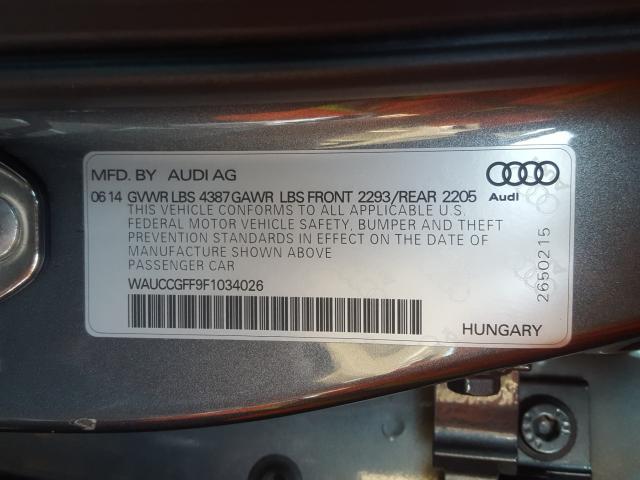 MFD. BY AUDI AG
Audi
06 14 GVWR LBS 4387 GAWR LBS FRONT 2293/REAR 2205
THIS VEHICLE CONFORMS TO ALL APPLICABLE U.S.
FEDERAL MOTOR VEHICLE SAFETY, BUMPER AND THEFT
PREVENTION STANDARDS IN EFFECT ON THE DATE OF
MANUFACTURE SHOWN ABOVE
PASSENGER CAR
WAUCCGFF9F1034026
HUNGARY
2650215